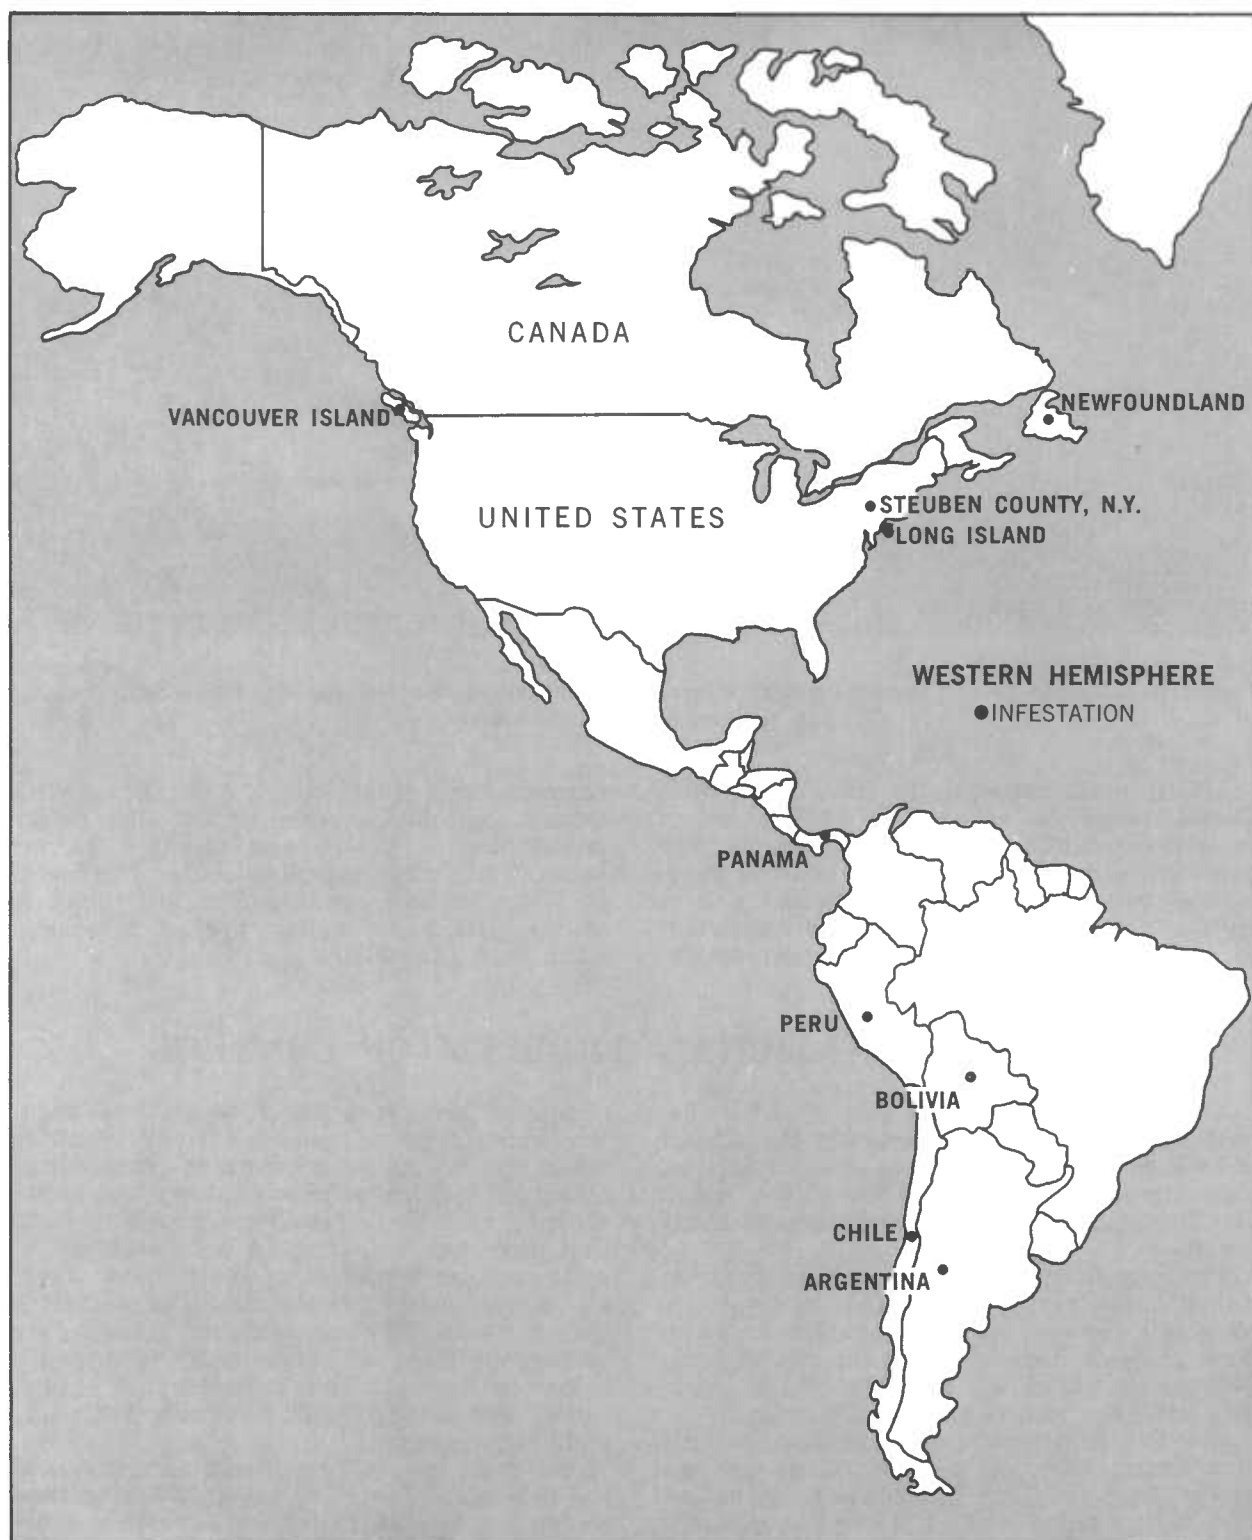 CANADA
VANCOUVER ISLAND
NEWFOUNDLAND
UNITED STATES
STEUBEN COUNTY, N.Y.
LONG ISLAND
WESTERN HEMISPHERE
INFESTATION
PANAMA
PERU
BOLIVIA
CHILE
ARGENTINA